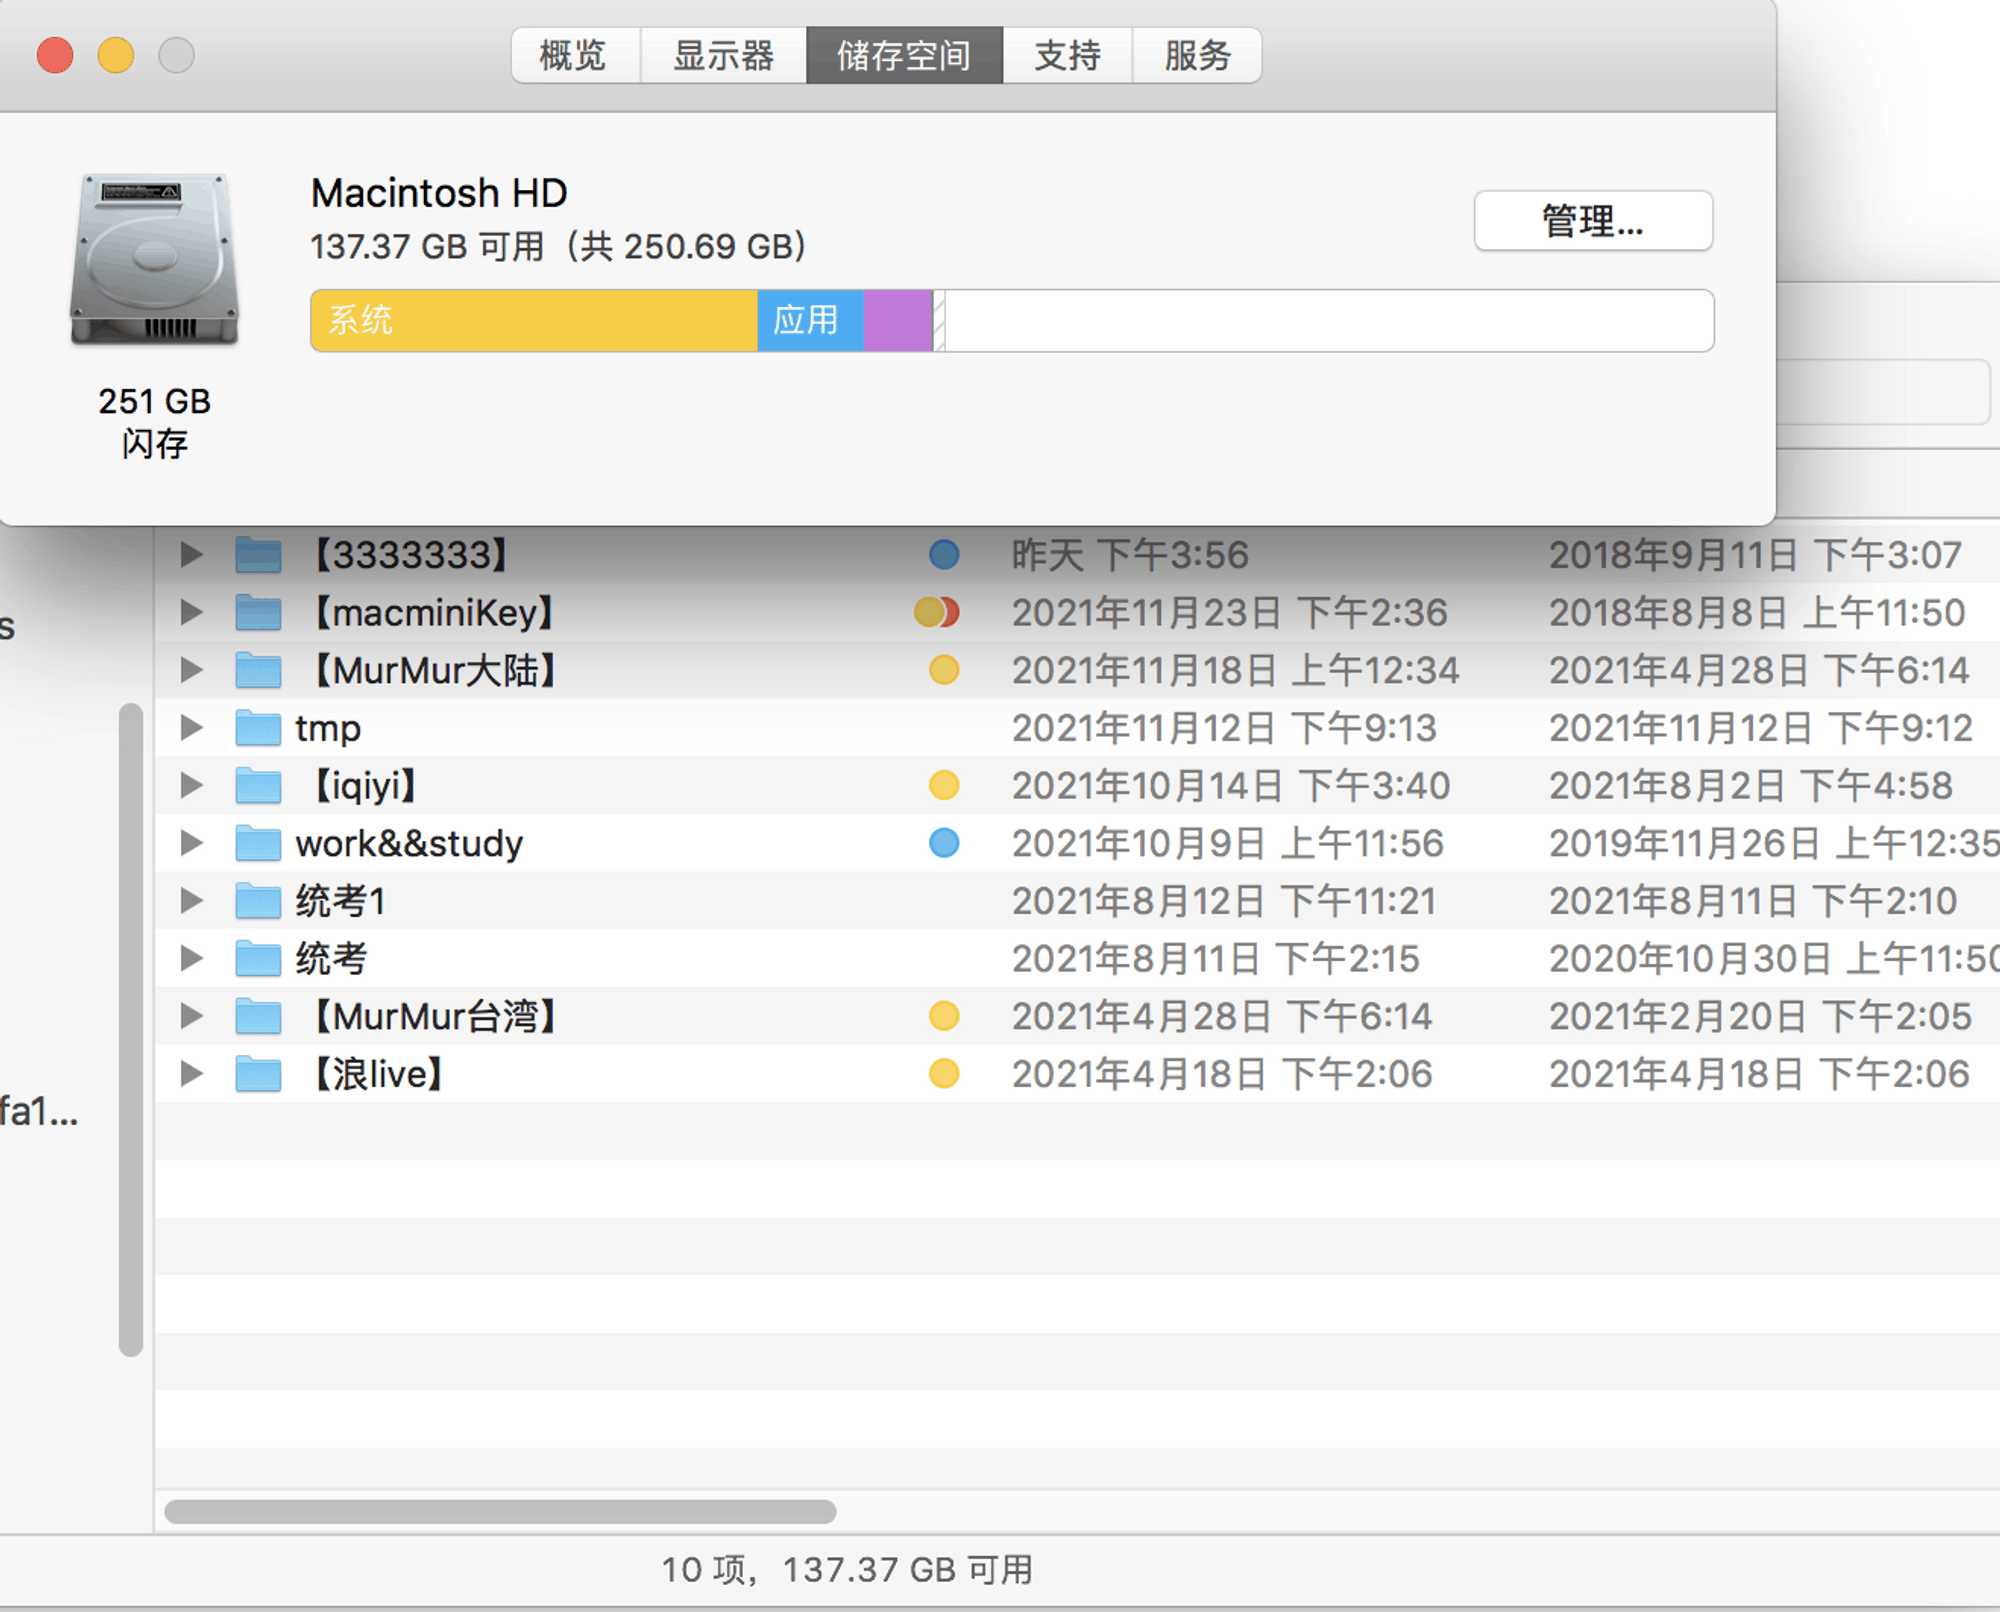 概览 显示器 储存空间 支持 服务
Macintosh HD
137.37 GB 可用（共 250.69 GB）
管理...
系统 应用
251 GB
闪存
【3333333】 昨天 下午3:56 2018年9月11日 下午3:07
s
【macminiKey】 2021年11月23日 下午2:36 2018年8月8日 上午11:50
【MurMur大陆】 2021年11月18日 上午12:34 2021年4月28日 下午6:14
tmp 2021年11月12日 下午9:13 2021年11月12日 下午9:12
【iqiyi】 2021年10月14日 下午3:40 2021年8月2日 下午4:58
work&&study 2021年10月9日 上午11:56 2019年11月26日 上午12:35
统考1 2021年8月12日 下午11:21 2021年8月11日 下午2:10
统考 2021年8月11日 下午2:15 2020年10月30日 上午11:50
【MurMur台湾】 2021年4月28日 下午6:14 2021年2月20日 下午2:05
【浪live】 2021年4月18日 下午2:06 2021年4月18日 下午2:06
fa1...
10 项，137.37 GB 可用